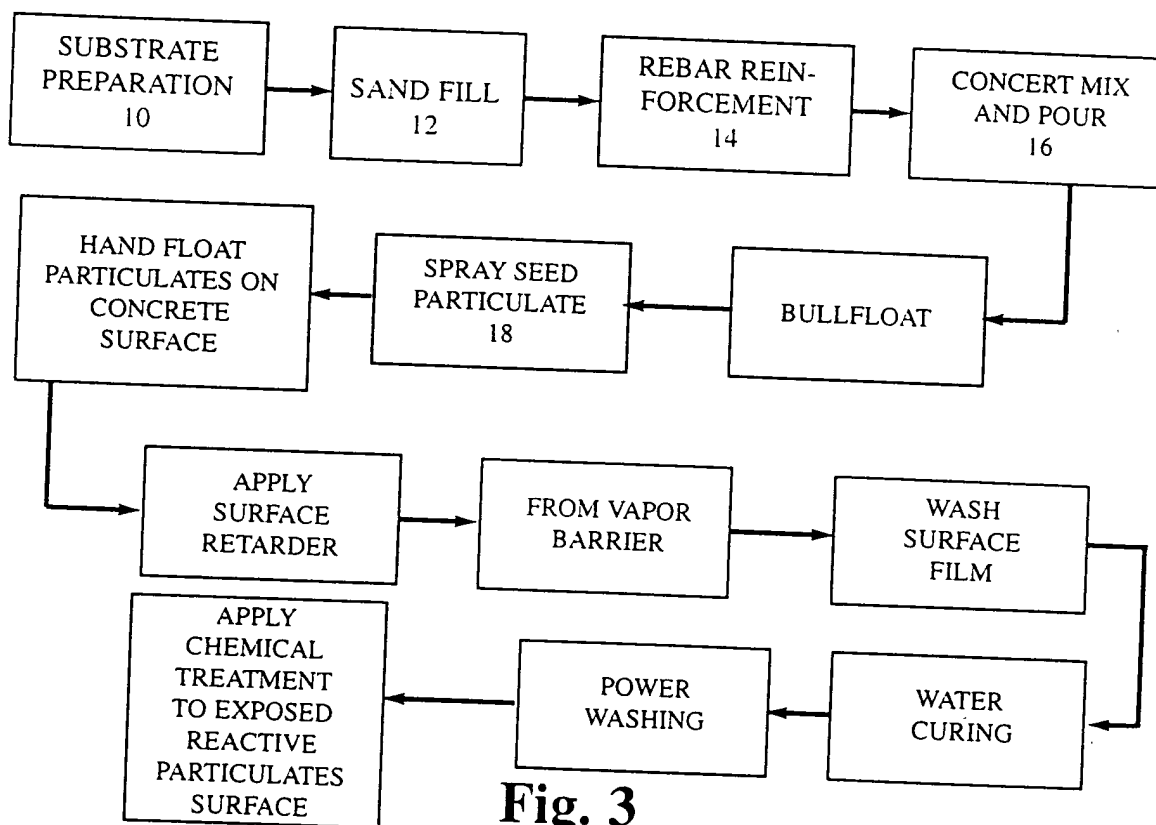 SUBSTRATE
PREPARATION
10
SAND FILL
12
REBAR REIN-
FORCEMENT
14
CONCERT MIX
AND POUR
16
BULLFLOAT
SPRAY SEED
PARTICULATE
18
HAND FLOAT
PARTICULATES ON
CONCRETE
SURFACE
APPLY
SURFACE
RETARDER
FROM VAPOR
BARRIER
WASH
SURFACE
FILM
WATER
CURING
POWER
WASHING
APPLY
CHEMICAL
TREATMENT
TO EXPOSED
REACTIVE
PARTICULATES
SURFACE
Fig. 3